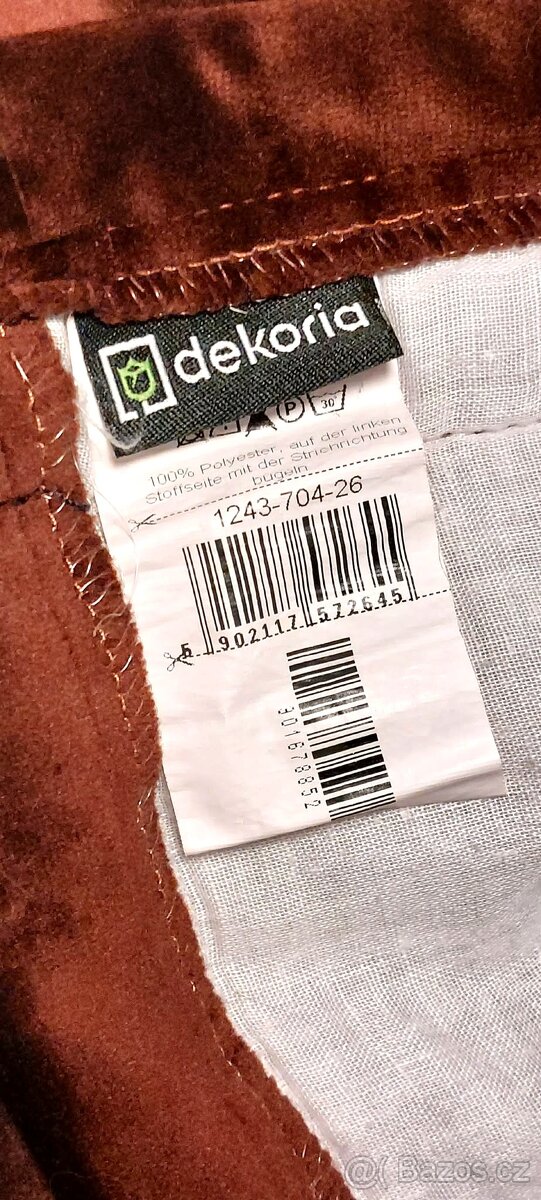 dekoria
P 30
100% Polyester, auf der linken
Stoffseite mit der Strichrichtung
bügeln
1243-704-26
5 902117 572645
301678852
@( Bazos.cz